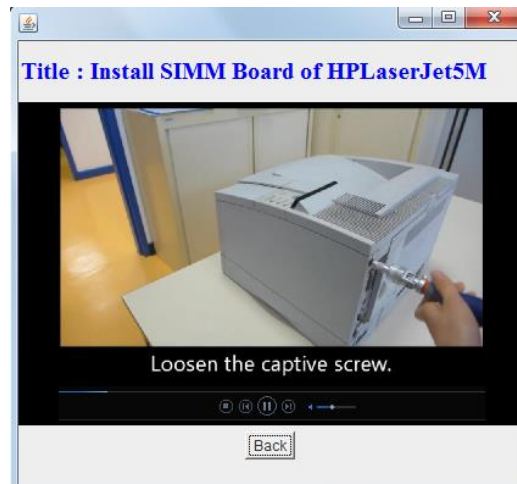 Title : Install SIMM Board of HPLaserJet5M
Loosen the captive screw.
Back